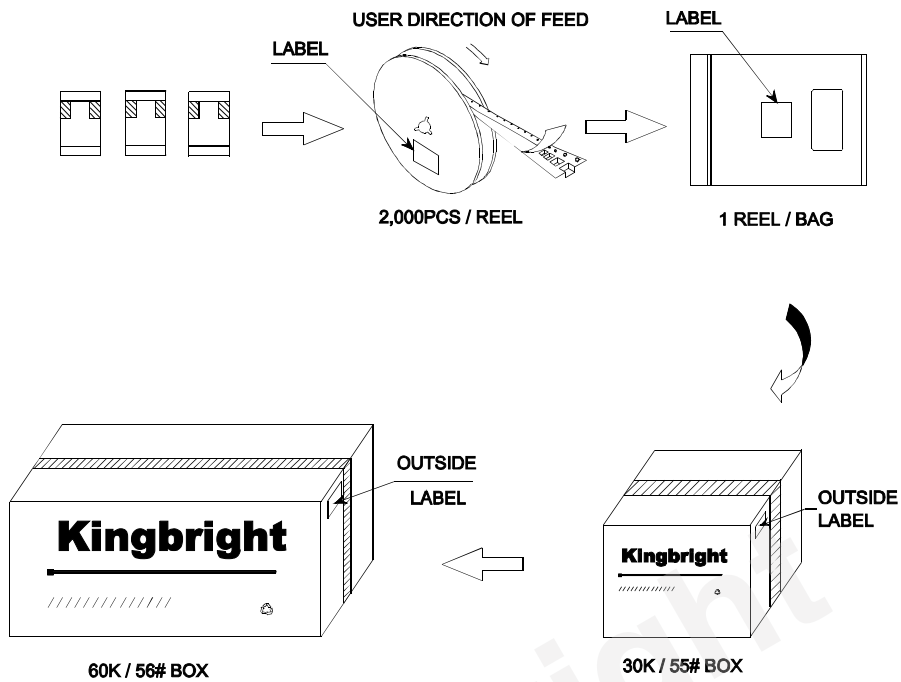 USER DIRECTION OF FEED
LABEL
LABEL
2,000PCS / REEL
1 REEL / BAG
OUTSIDE
LABEL
OUTSIDE
LABEL
Kingbright
Kingbright
60K / 56# BOX
30K / 55# BOX
right